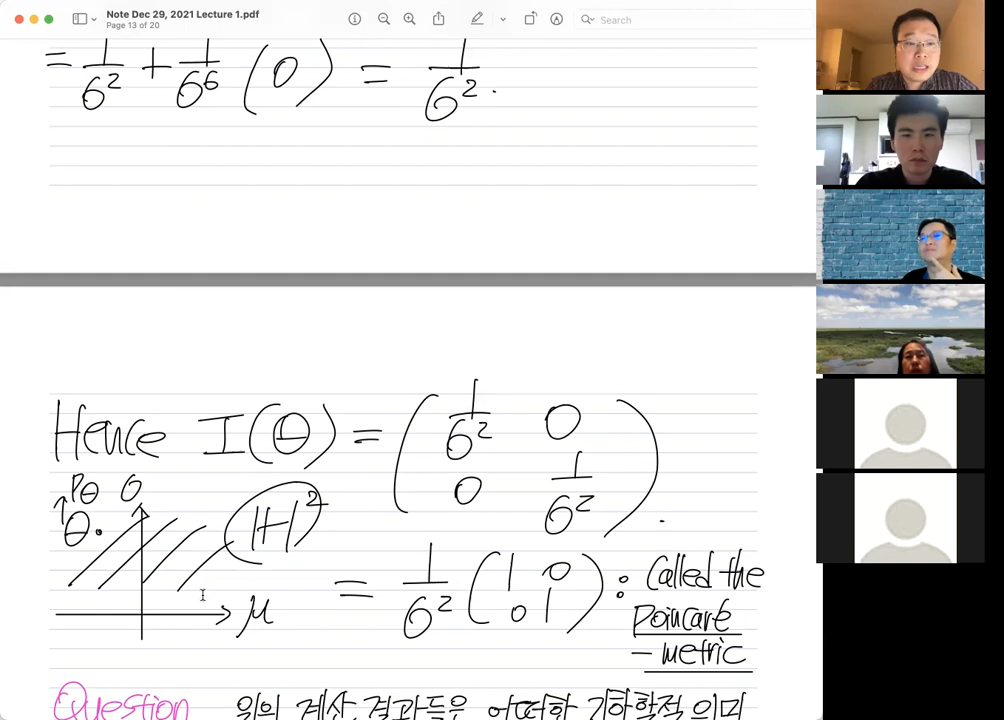 Note Dec 29, 2021 Lecture 1.pdf
Page 13 of 20
Search
= 1/σ² + 1/σ⁶ (0) = 1/σ².
Hence I(θ) = ( 1/σ² 0
0 1/σ² ).
Pθ σ
θ. |H|²
μ
= 1/σ² ( 1 0
0 1 ) : Called the
Poincaré
- metric
Question 위의 계산 결과들은 어떠한 기하학적 의미